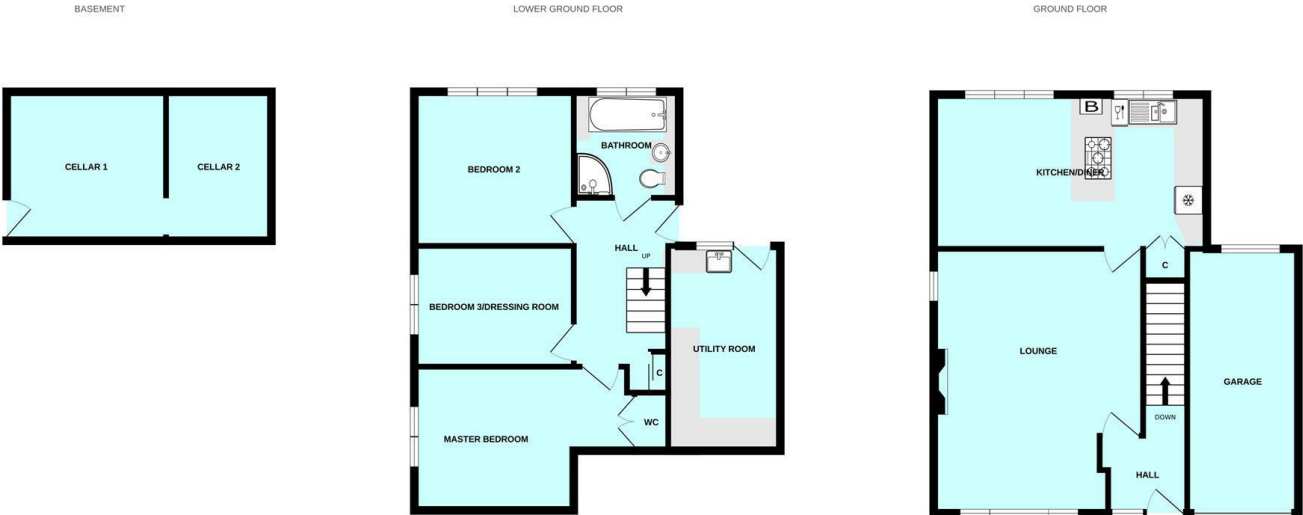 BASEMENT
LOWER GROUND FLOOR
GROUND FLOOR
CELLAR 1
CELLAR 2
BEDROOM 2
BATHROOM
HALL
UP
BEDROOM 3/DRESSING ROOM
UTILITY ROOM
C
WC
MASTER BEDROOM
B
KITCHEN/DINER
C
LOUNGE
GARAGE
DOWN
HALL